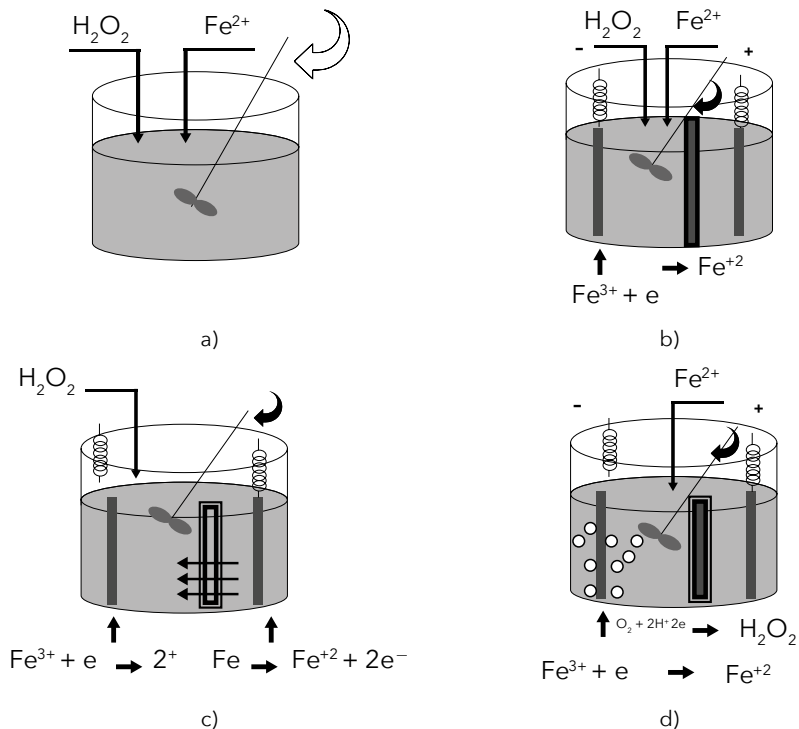 H₂O₂ Fe²⁺
a)
- H₂O₂ Fe²⁺ +
Fe⁺²
Fe³⁺ + e
b)
H₂O₂
Fe³⁺ + e 2⁺ Fe Fe⁺² + 2e⁻
c)
Fe²⁺
- +
O₂ + 2H⁺ 2e H₂O₂
Fe³⁺ + e Fe⁺²
d)